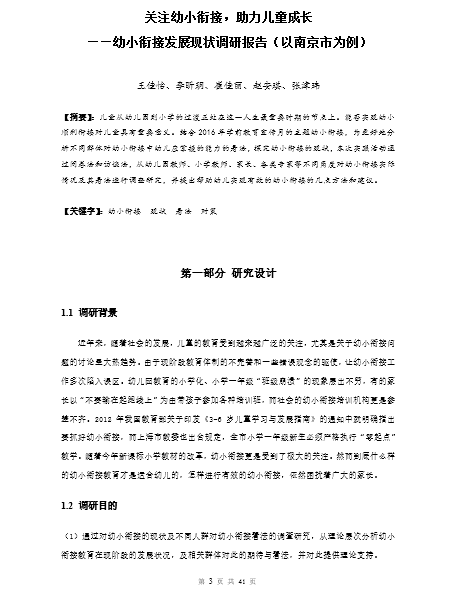 关注幼小衔接，助力儿童成长
－－幼小衔接发展现状调研报告（以南京市为例）
王佳怡、李昕玥、崔佳丽、赵安琪、张津玮
【摘要】：儿童从幼儿园到小学的过渡正处在这一人生最重要时期的节点上。能否实现幼小
顺利衔接对儿童具有重要意义。结合 2016 年学前教育宣传月的主题幼小衔接，为更好地分
析不同群体对幼小衔接中幼儿应掌握的能力的看法，探究幼小衔接的现状，本次实践活动通
过问卷法和访谈法，从幼儿园教师、小学教师、家长、各类专家等不同角度对幼小衔接实际
情况及其看法进行调查研究，并提出帮助幼儿实现有效的幼小衔接的几点方法和建议。
【关键字】：幼小衔接 现状 看法 对策
第一部分 研究设计
1.1 调研背景
近年来，随着社会的发展，儿童的教育受到越来越广泛的关注，尤其是关于幼小衔接问
题的讨论呈大热趋势。由于现阶段教育体制的不完善和一些错误观念的驱使，让幼小衔接工
作多次陷入误区。幼儿园教育的小学化、小学一年级“班级崩溃”的现象层出不穷，有的家
长以“不要输在起跑线上”为由带孩子参加各种培训班，而社会的幼小衔接培训机构更是参
差不齐。2012 年我国教育部关于印发《3-6 岁儿童学习与发展指南》的通知中就明确指出
要抓好幼小衔接，而上海市教委也出台规定，全市小学一年级新生必须严格执行“零起点”
教学。随着今年新课标小学教材的改革，幼小衔接更是受到了极大的关注。然而到底什么样
的幼小衔接教育才是适合幼儿的，怎样进行有效的幼小衔接，依然困扰着广大的家长。
1.2 调研目的
（1）通过对幼小衔接的现状及不同人群对幼小衔接看法的调查研究，从理论层次分析幼小
衔接教育在现阶段的发展状况，及相关群体对此的期待与看法，并对此提供理论支持。
第 3 页 共 41 页